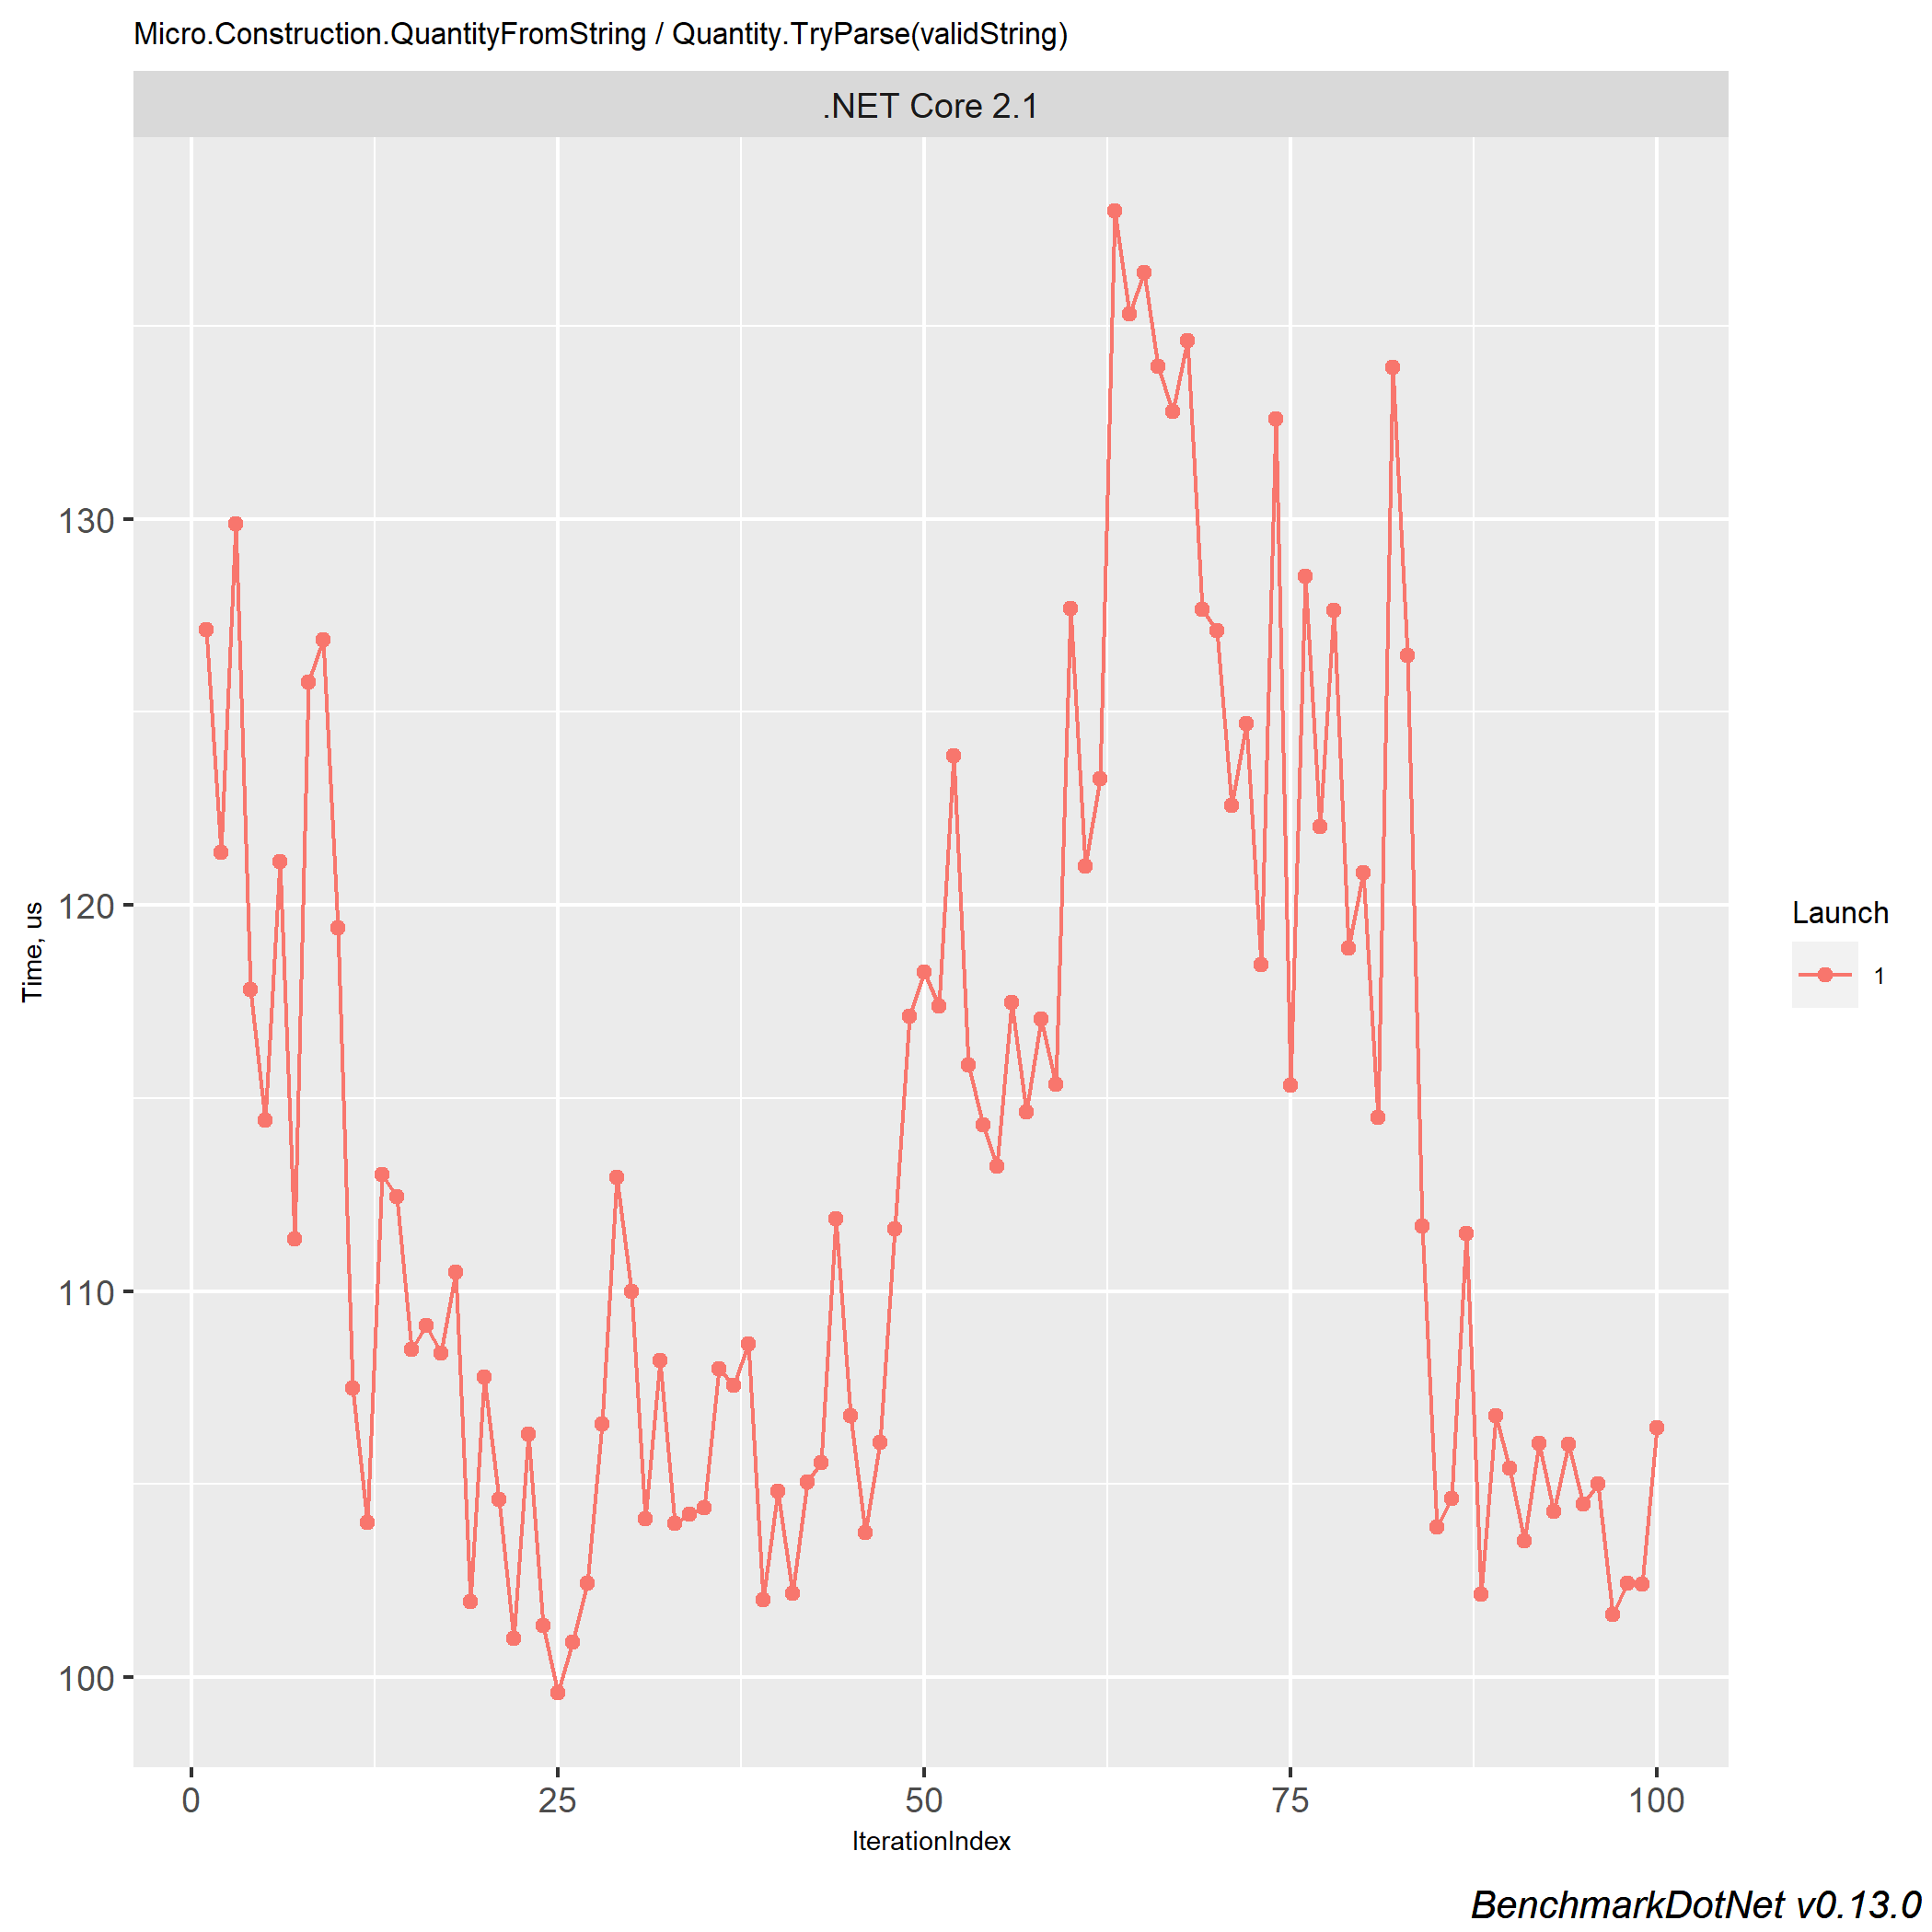 Micro.Construction.QuantityFromString / Quantity.TryParse(validString)
.NET Core 2.1
130
120
110
100
Time, us
0 25 50 75 100
IterationIndex
Launch
1
BenchmarkDotNet v0.13.0